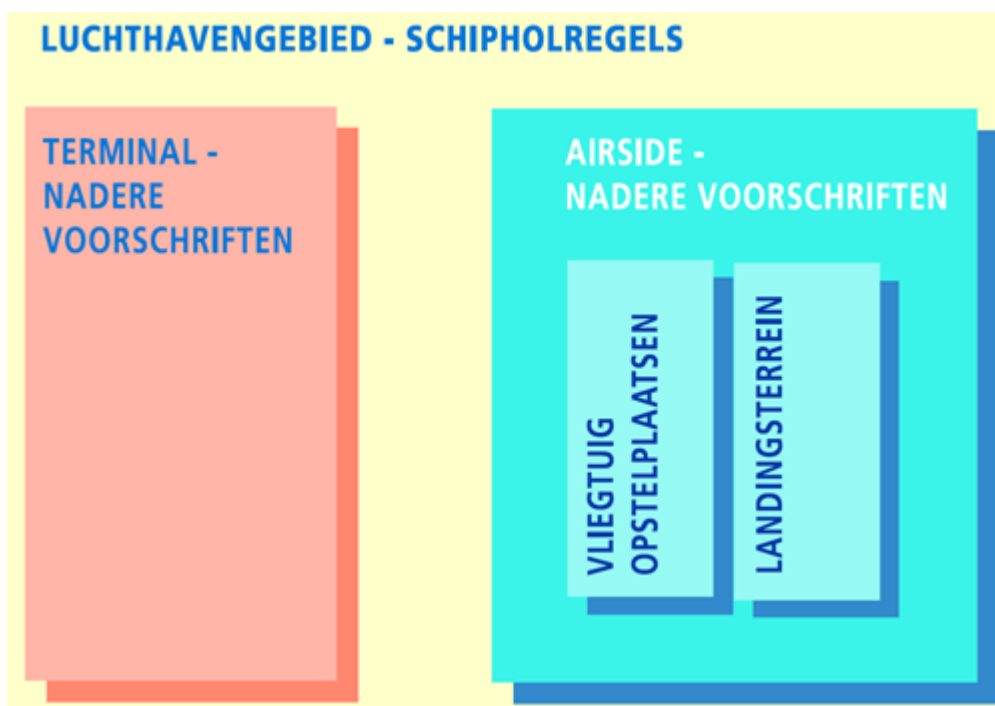 LUCHTHAVENGEBIED - SCHIPHOLREGELS
TERMINAL -
NADERE
VOORSCHRIFTEN
AIRSIDE -
NADERE VOORSCHRIFTEN
VLIEGTUIG
OPSTELPLAATSEN
LANDINGSTERREIN